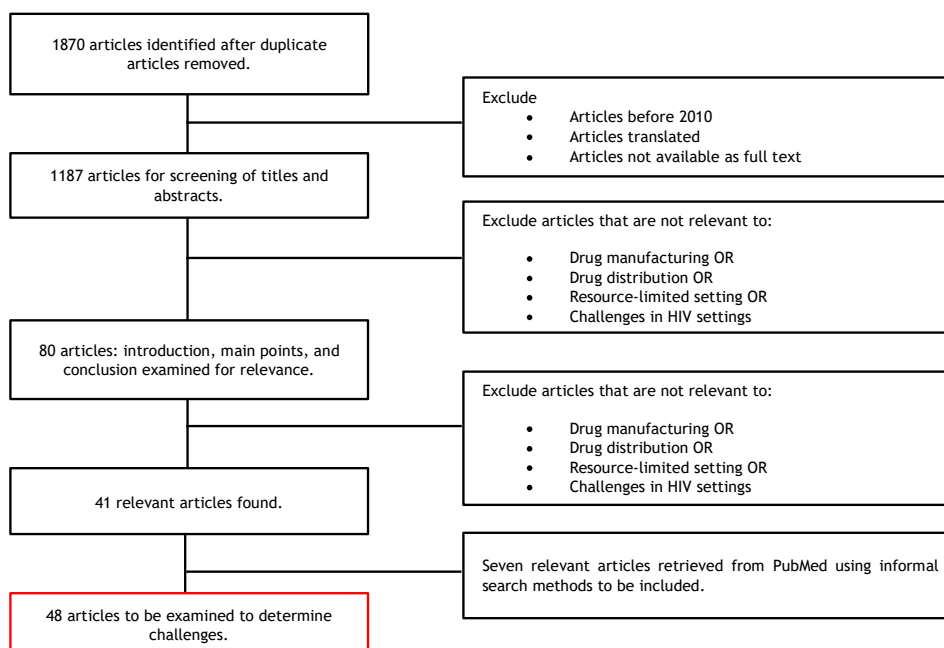 1870 articles identified after duplicate
articles removed.
Exclude
• Articles before 2010
• Articles translated
• Articles not available as full text
1187 articles for screening of titles and
abstracts.
Exclude articles that are not relevant to:
• Drug manufacturing OR
• Drug distribution OR
• Resource-limited setting OR
• Challenges in HIV settings
80 articles: introduction, main points, and
conclusion examined for relevance.
Exclude articles that are not relevant to:
• Drug manufacturing OR
• Drug distribution OR
• Resource-limited setting OR
• Challenges in HIV settings
41 relevant articles found.
Seven relevant articles retrieved from PubMed using informal
search methods to be included.
48 articles to be examined to determine
challenges.